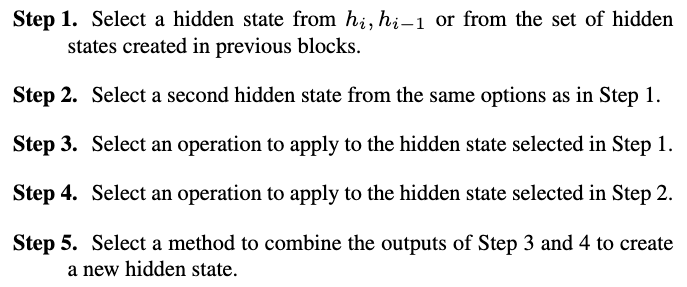 Step 1. Select a hidden state from hᵢ, hᵢ₋₁ or from the set of hidden
states created in previous blocks.
Step 2. Select a second hidden state from the same options as in Step 1.
Step 3. Select an operation to apply to the hidden state selected in Step 1.
Step 4. Select an operation to apply to the hidden state selected in Step 2.
Step 5. Select a method to combine the outputs of Step 3 and 4 to create
a new hidden state.